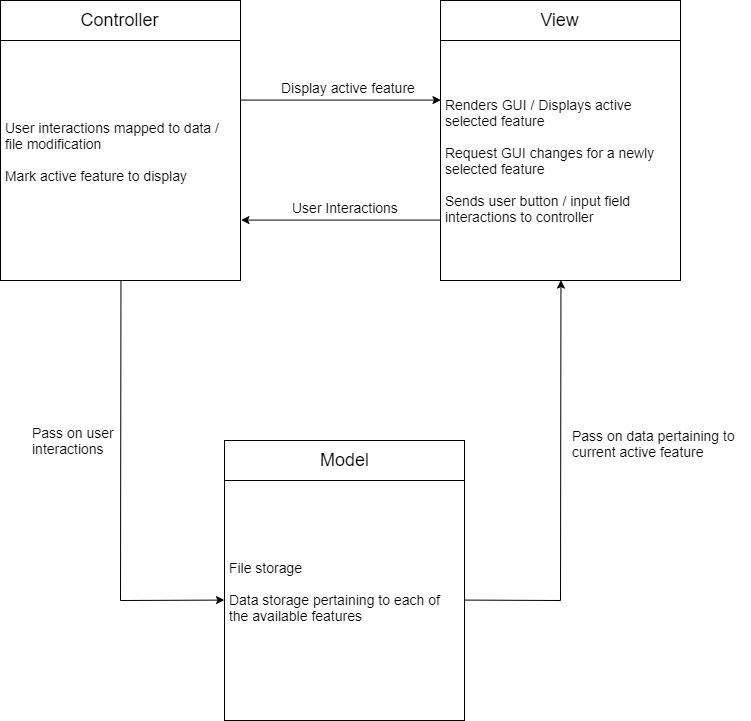 Controller
User interactions mapped to data /
file modification
Mark active feature to display
Display active feature
User Interactions
View
Renders GUI / Displays active
selected feature
Request GUI changes for a newly
selected feature
Sends user button / input field
interactions to controller
Pass on user
interactions
Model
File storage
Data storage pertaining to each of
the available features
Pass on data pertaining to
current active feature